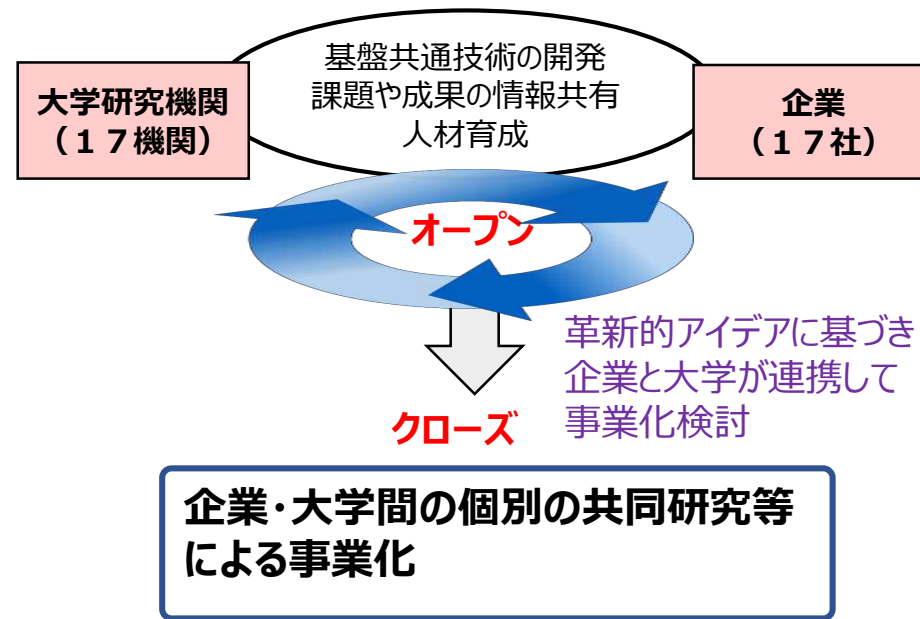 基盤共通技術の開発
課題や成果の情報共有
人材育成
大学研究機関
（１７機関）
企業
（１７社）
オープン
革新的アイデアに基づき
企業と大学が連携して
事業化検討
クローズ
企業・大学間の個別の共同研究等
による事業化